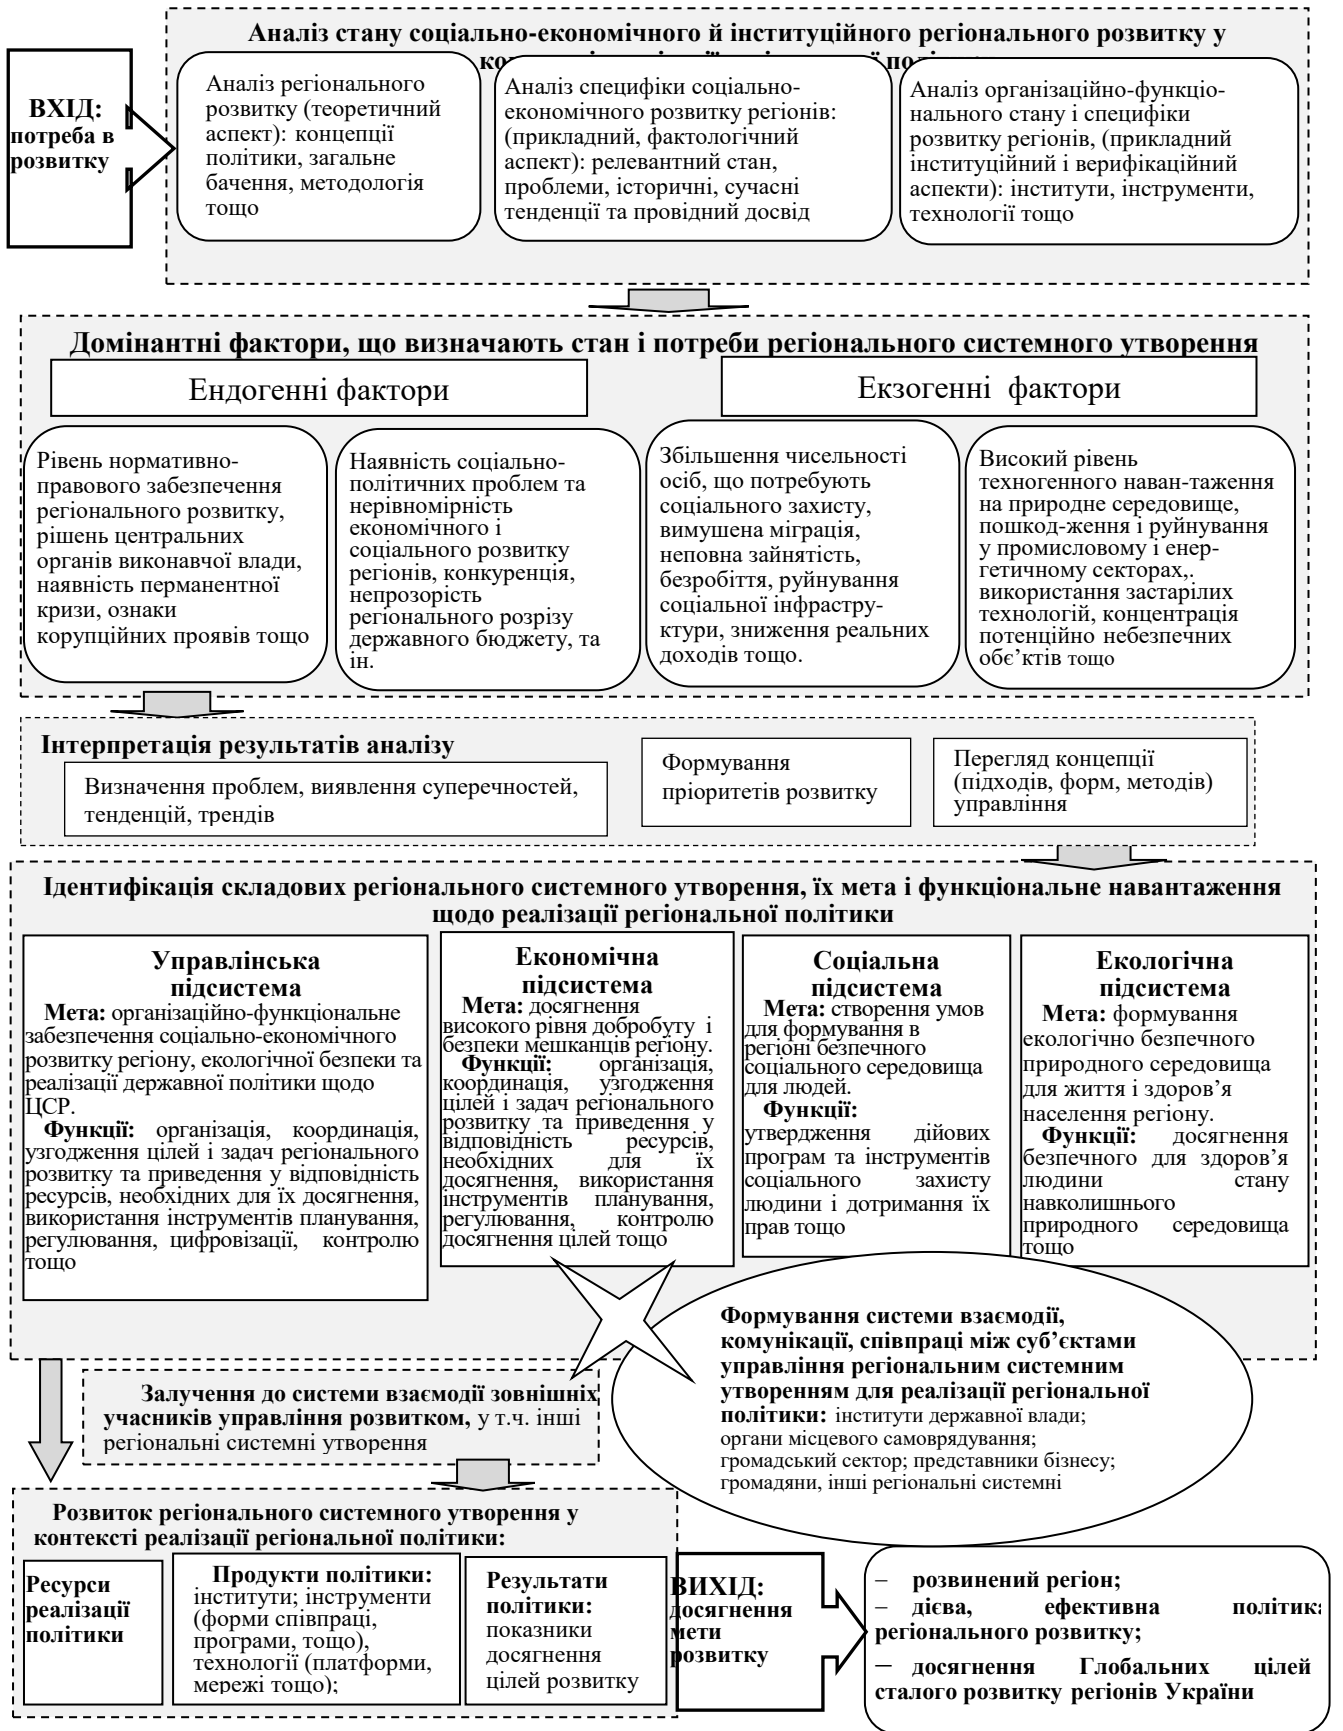 Аналіз стану соціально-економічного й інституційного регіонального розвитку у
ВХІД:
потреба в
розвитку
Аналіз регіонального
розвитку (теоретичний
аспект): концепції
політики, загальне
бачення, методологія
тощо
Аналіз специфіки соціально-
економічного розвитку регіонів:
(прикладний, фактологічний
аспект): релевантний стан,
проблеми, історичні, сучасні
тенденції та провідний досвід
Аналіз організаційно-функціо-
нального стану і специфіки
розвитку регіонів, (прикладний
інституційний і верифікаційний
аспекти): інститути, інструменти,
технології тощо
Домінантні фактори, що визначають стан і потреби регіонального системного утворення
Ендогенні фактори
Екзогенні фактори
Рівень нормативно-
правового забезпечення
регіонального розвитку,
рішень центральних
органів виконавчої влади,
наявність перманентної
кризи, ознаки
корупційних проявів тощо
Наявність соціально-
політичних проблем та
нерівномірність
економічного і
соціального розвитку
регіонів, конкуренція,
непрозорість
регіонального розрізу
державного бюджету, та
ін.
Збільшення чисельності
осіб, що потребують
соціального захисту,
вимушена міграція,
неповна зайнятість,
безробіття, руйнування
соціальної інфрастру-
ктури, зниження реальних
доходів тощо.
Високий рівень
техногенного наван-таження
на природне середовище,
пошкод-ження і руйнування
у промисловому і енер-
гетичному секторах,.
використання застарілих
технологій, концентрація
потенційно небезпечних
обє’ктів тощо
Інтерпретація результатів аналізу
Визначення проблем, виявлення суперечностей,
тенденцій, трендів
Формування
пріоритетів розвитку
Перегляд концепції
(підходів, форм, методів)
управління
Ідентифікація складових регіонального системного утворення, їх мета і функціональне навантаження
щодо реалізації регіональної політики
Управлінська
підсистема
Мета: організаційно-функціональне
забезпечення соціально-економічного
розвитку регіону, екологічної безпеки та
реалізації державної політики щодо
ЦСР.
Функції: організація, координація,
узгодження цілей і задач регіонального
розвитку та приведення у відповідність
ресурсів, необхідних для їх досягнення,
використання інструментів планування,
регулювання, цифровізації, контролю
тощо
Економічна
підсистема
Мета: досягнення
високого рівня добробуту і
безпеки мешканців регіону.
Функції: організація,
координація, узгодження
цілей і задач регіонального
розвитку та приведення у
відповідність ресурсів,
необхідних для їх
досягнення, використання
інструментів планування,
регулювання, контролю
досягнення цілей тощо
Соціальна
підсистема
Мета: створення умов
для формування в
регіоні безпечного
соціального середовища
для людей.
Функції:
утвердження дійових
програм та інструментів
соціального захисту
людини і дотримання їх
прав тощо
Екологічна
підсистема
Мета: формування
екологічно безпечного
природного середовища
для життя і здоров’я
населення регіону.
Функції: досягнення
безпечного для здоров’я
людини стану
навколишнього
природного середовища
тощо
Формування системи взаємодії,
комунікації, співпраці між суб’єктами
управління регіональним системним
утворенням для реалізації регіональної
політики: інститути державної влади;
органи місцевого самоврядування;
громадський сектор; представники бізнесу;
громадяни, інші регіональні системні
Залучення до системи взаємодії зовнішніх
учасників управління розвитком, у т.ч. інші
регіональні системні утворення
Розвиток регіонального системного утворення у
контексті реалізації регіональної політики:
Ресурси
реалізації
політики
Продукти політики:
інститути; інструменти
(форми співпраці,
програми, тощо),
технології (платформи,
мережі тощо);
Результати
політики:
показники
досягнення
цілей розвитку
ВИХІД:
досягнення
мети
розвитку
– розвинений регіон;
– дієва, ефективна політика
регіонального розвитку;
– досягнення Глобальних цілей
сталого розвитку регіонів України